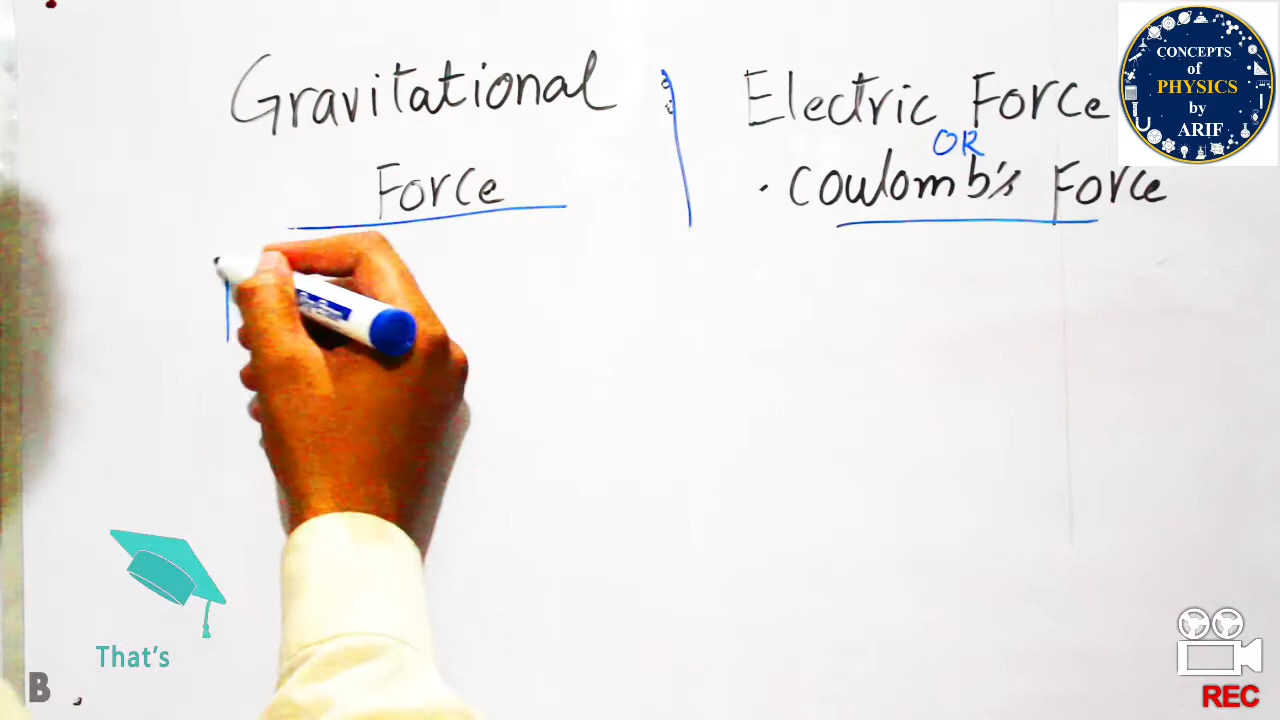 Gravitational
Force
Electric Force
OR
Coulomb's Force
CONCEPTS
of
PHYSICS
by
ARIF
That's
B
REC